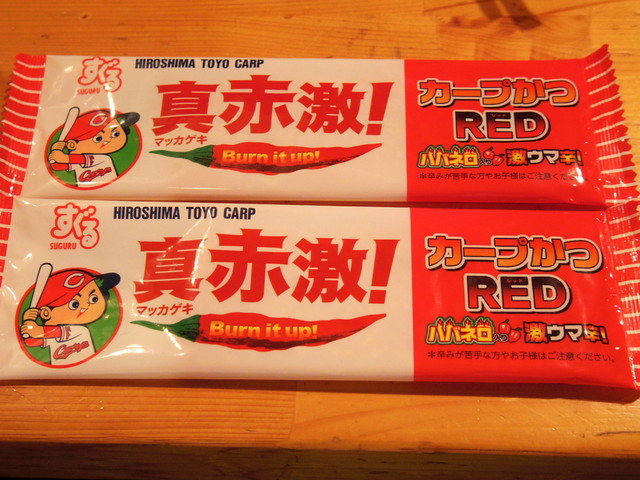 すぐる
SUGURU
HIROSHIMA TOYO CARP
真赤激!
マッカゲキ
Burn it up!
Carp
カープかつ
RED
ハバネロ入り激ウマ辛!
※辛みが苦手な方やお子様はご注意ください。
すぐる
SUGURU
HIROSHIMA TOYO CARP
真赤激!
マッカゲキ
Burn it up!
Carp
カープかつ
RED
ハバネロ入り激ウマ辛!
※辛みが苦手な方やお子様はご注意ください。